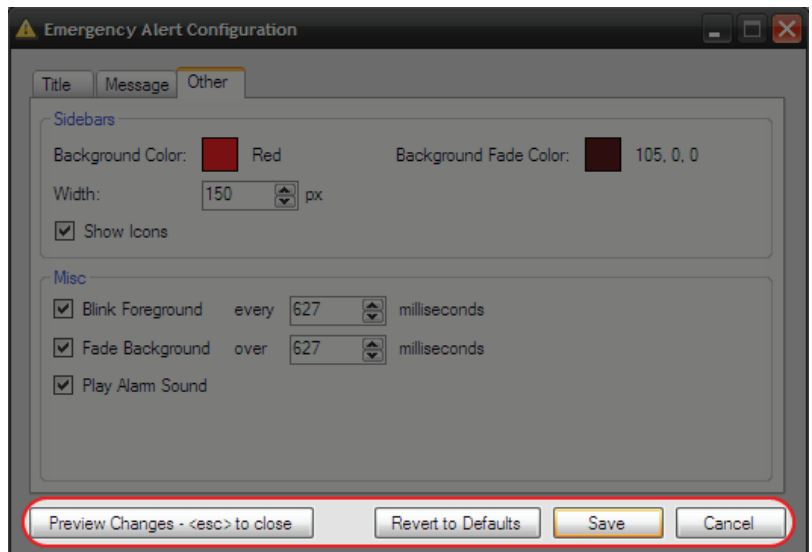 Emergency Alert Configuration
Title Message Other
Sidebars
Background Color: Red Background Fade Color: 105, 0, 0
Width: 150 px
Show Icons
Misc
Blink Foreground every 627 milliseconds
Fade Background over 627 milliseconds
Play Alarm Sound
Preview Changes - <esc> to close Revert to Defaults Save Cancel